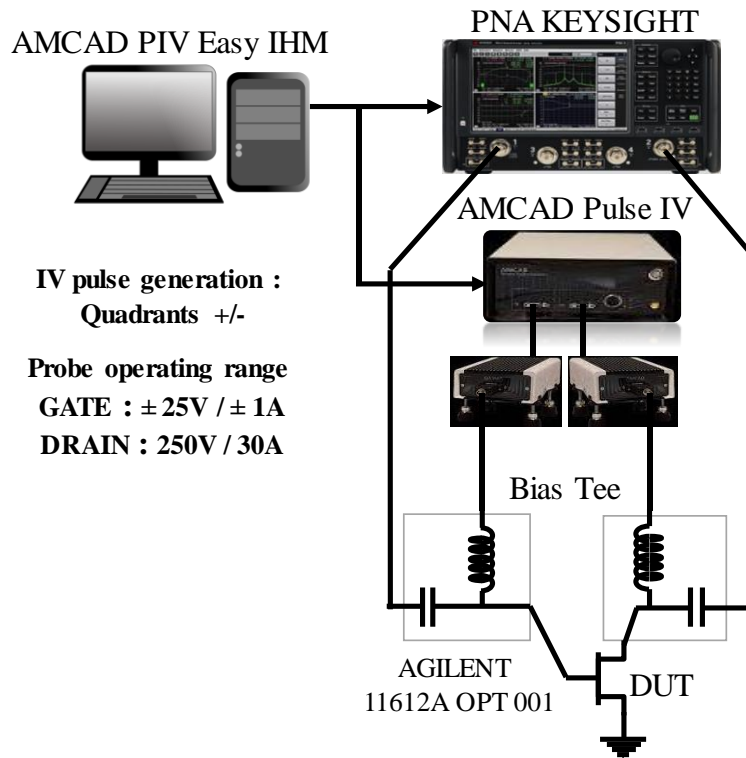 PNA KEYSIGHT
AMCAD PIV Easy IHM
AMCAD Pulse IV
AMCAD
IV pulse generation :
Quadrants +/-
Probe operating range
GATE : ± 25V / ± 1A
DRAIN : 250V / 30A
Bias Tee
AGILENT
11612A OPT 001
DUT